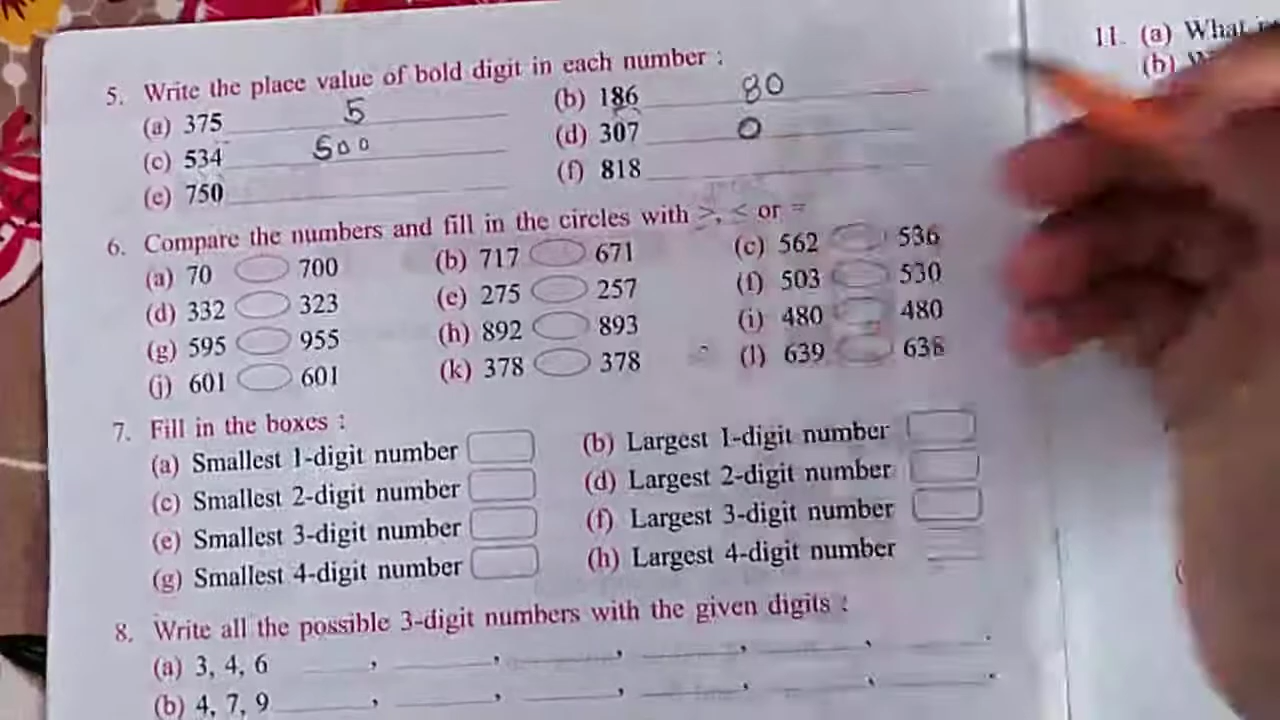 5. Write the place value of bold digit in each number :
(a) 375 5 (b) 186 80
(c) 534 500 (d) 307 0
(e) 750 (f) 818
6. Compare the numbers and fill in the circles with >, < or =
(a) 70 700 (b) 717 671 (c) 562 536
(d) 332 323 (e) 275 257 (f) 503 530
(g) 595 955 (h) 892 893 (i) 480 480
(j) 601 601 (k) 378 378 (l) 639 638
7. Fill in the boxes :
(a) Smallest 1-digit number (b) Largest 1-digit number
(c) Smallest 2-digit number (d) Largest 2-digit number
(e) Smallest 3-digit number (f) Largest 3-digit number
(g) Smallest 4-digit number (h) Largest 4-digit number
8. Write all the possible 3-digit numbers with the given digits :
(a) 3, 4, 6 , , , , , .
(b) 4, 7, 9 , , , , , .
11. (a) What
(b)